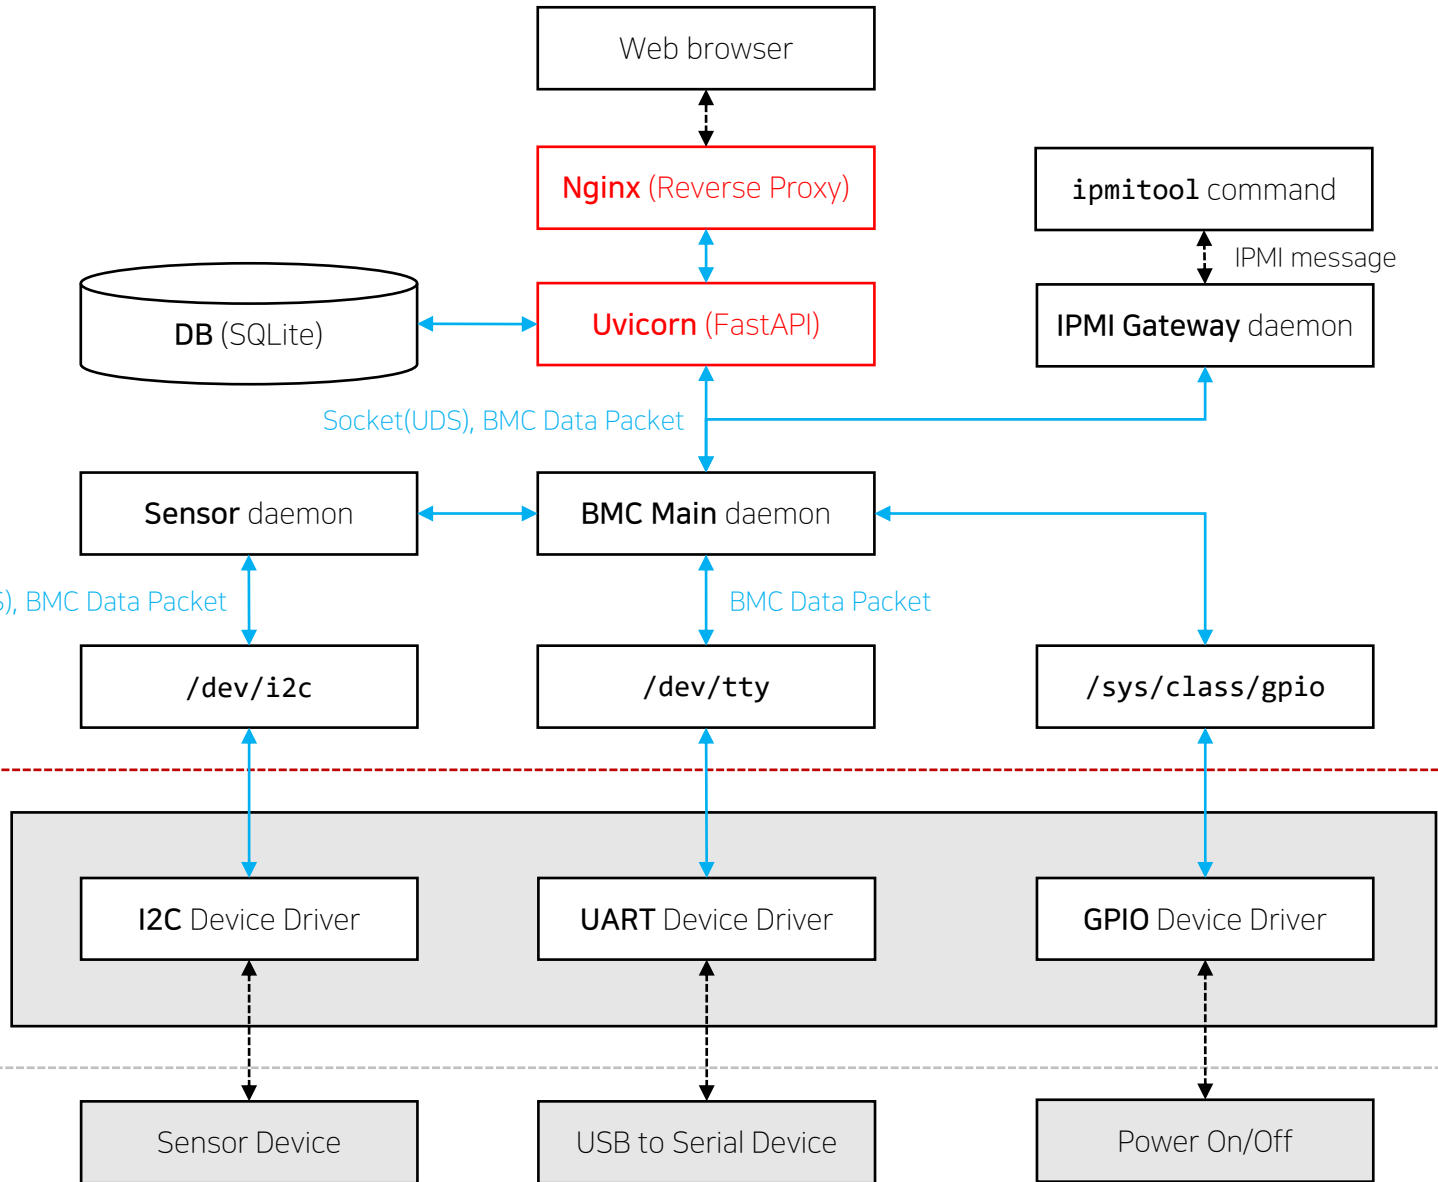 Web browser
Nginx (Reverse Proxy)
ipmitool command
IPMI message
DB (SQLite)
Uvicorn (FastAPI)
IPMI Gateway daemon
Socket(UDS), BMC Data Packet
Sensor daemon
BMC Main daemon
), BMC Data Packet
BMC Data Packet
/dev/i2c
/dev/tty
/sys/class/gpio
I2C Device Driver
UART Device Driver
GPIO Device Driver
Sensor Device
USB to Serial Device
Power On/Off